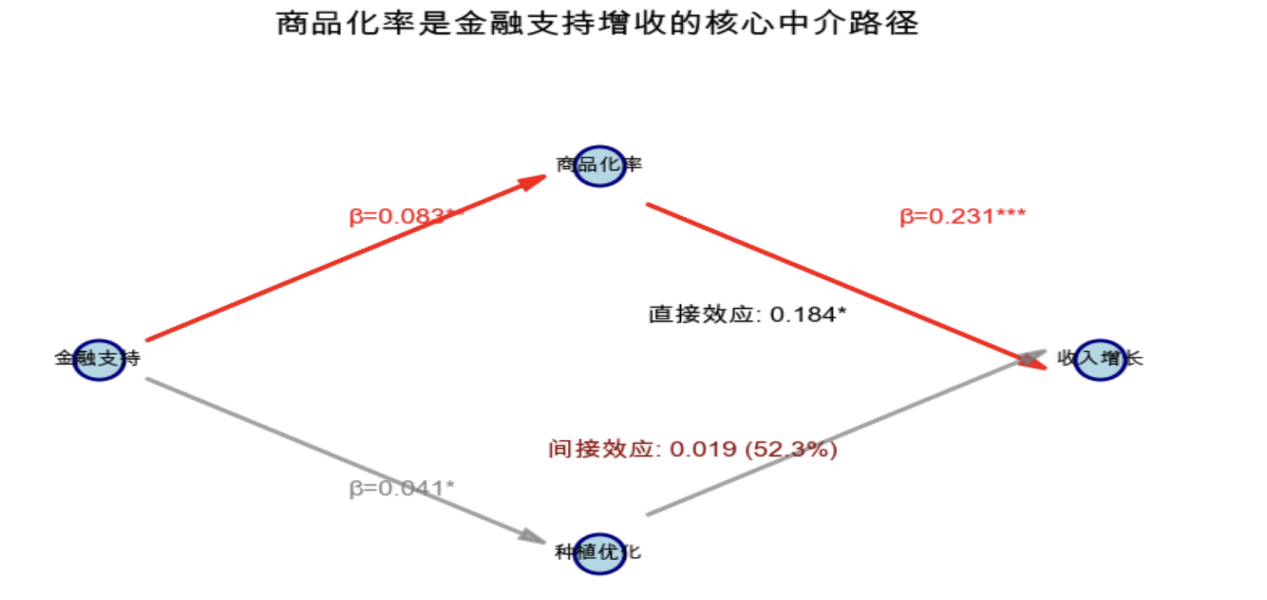 商品化率是金融支持增收的核心中介路径
商品化率
β=0.083**
β=0.231***
直接效应: 0.184*
金融支持
收入增长
间接效应: 0.019 (52.3%)
β=0.041*
种植优化